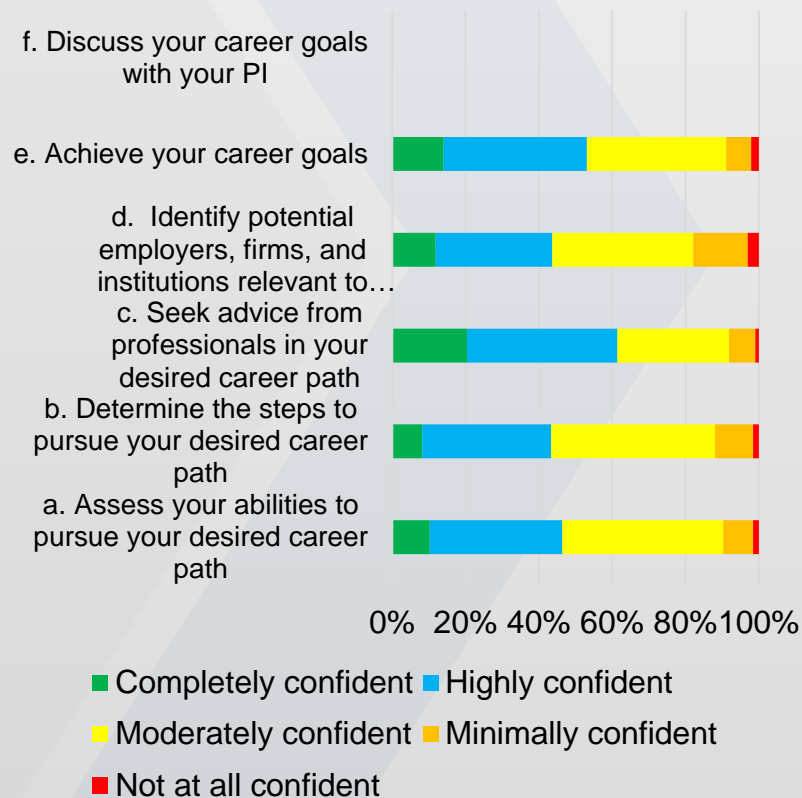 f. Discuss your career goals
with your PI
e. Achieve your career goals
d.  Identify potential
employers, firms, and
institutions relevant to…
c. Seek advice from
professionals in your
desired career path
b. Determine the steps to
pursue your desired career
path
a. Assess your abilities to
pursue your desired career
path
0% 20% 40% 60% 80% 100%
Completely confident Highly confident
Moderately confident Minimally confident
Not at all confident